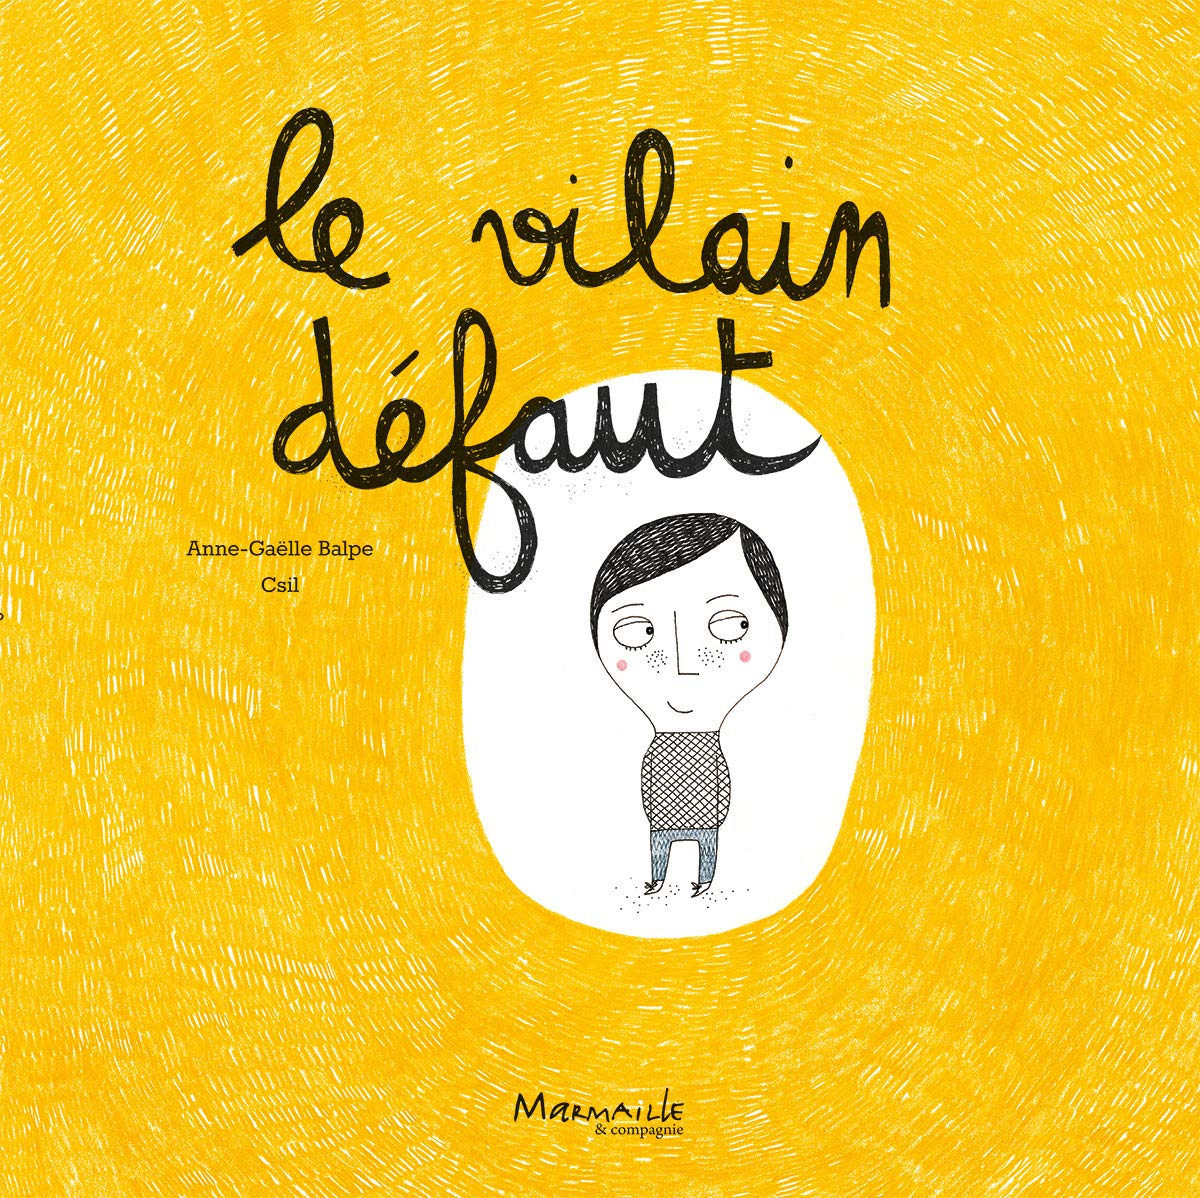 le vilain
défaut
Anne-Gaëlle Balpe
Csil
MARMAILLE
& compagnie